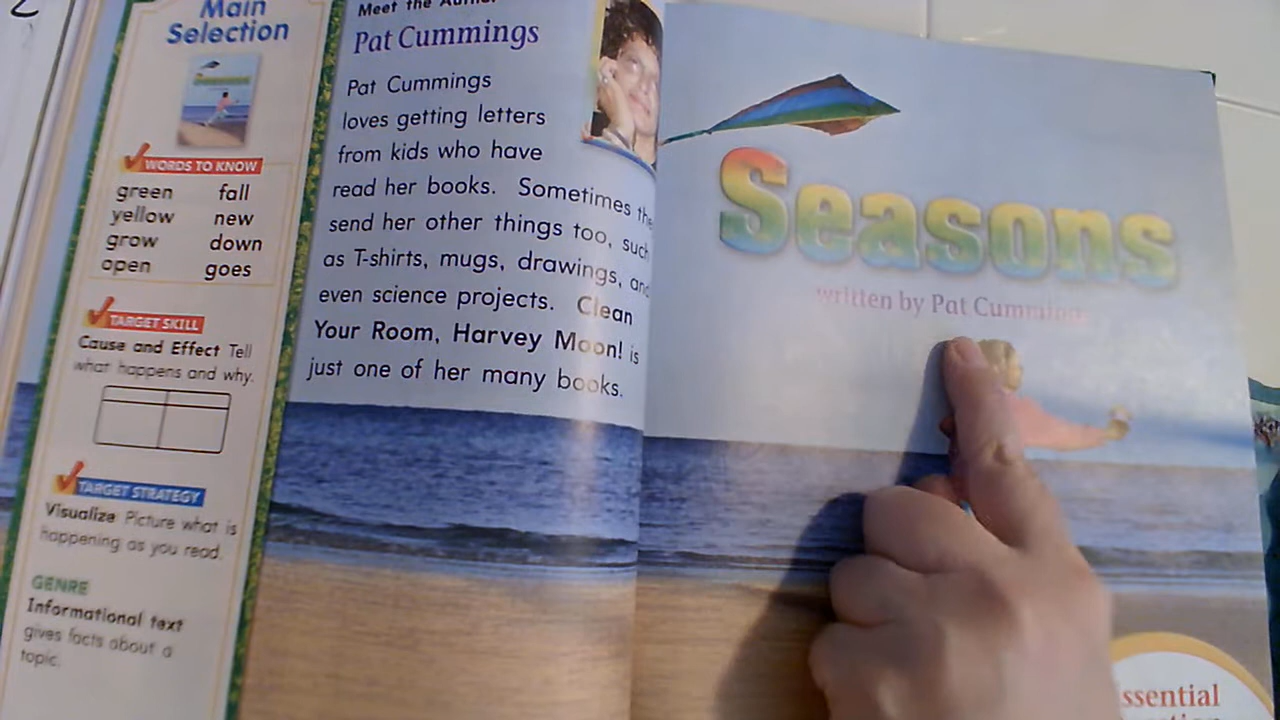 Main
Selection
WORDS TO KNOW
green fall
yellow new
grow down
open goes
TARGET SKILL
Cause and Effect Tell
what happens and why.
TARGET STRATEGY
Visualize Picture what is
happening as you read.
GENRE
Informational text
gives facts about a
topic.
Meet the
Pat Cummings
Pat Cummings
loves getting letters
from kids who have
read her books. Sometimes
send her other things too, such
as T-shirts, mugs, drawings,
even science projects. Clean
Your Room, Harvey Moon! is
just one of her many books.
Seasons
written by Pat Cummings